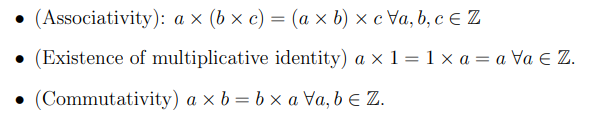 • (Associativity): a × (b × c) = (a × b) × c ∀a, b, c ∈ ℤ
• (Existence of multiplicative identity) a × 1 = 1 × a = a ∀a ∈ ℤ.
• (Commutativity) a × b = b × a ∀a, b ∈ ℤ.